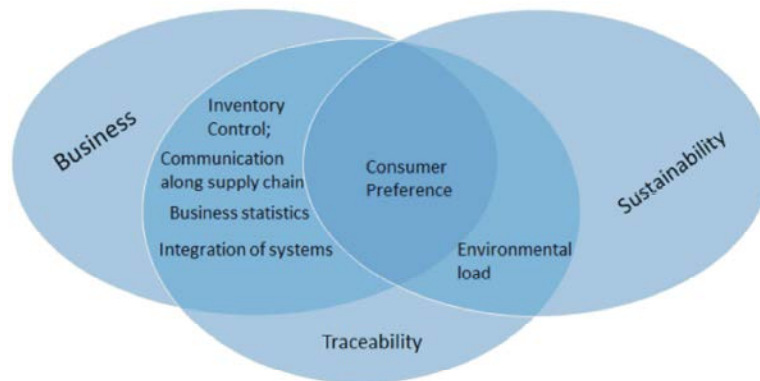 Business
Inventory
Control;
Communication
along supply chain
Business statistics
Integration of systems
Consumer
Preference
Environmental
load
Sustainability
Traceability